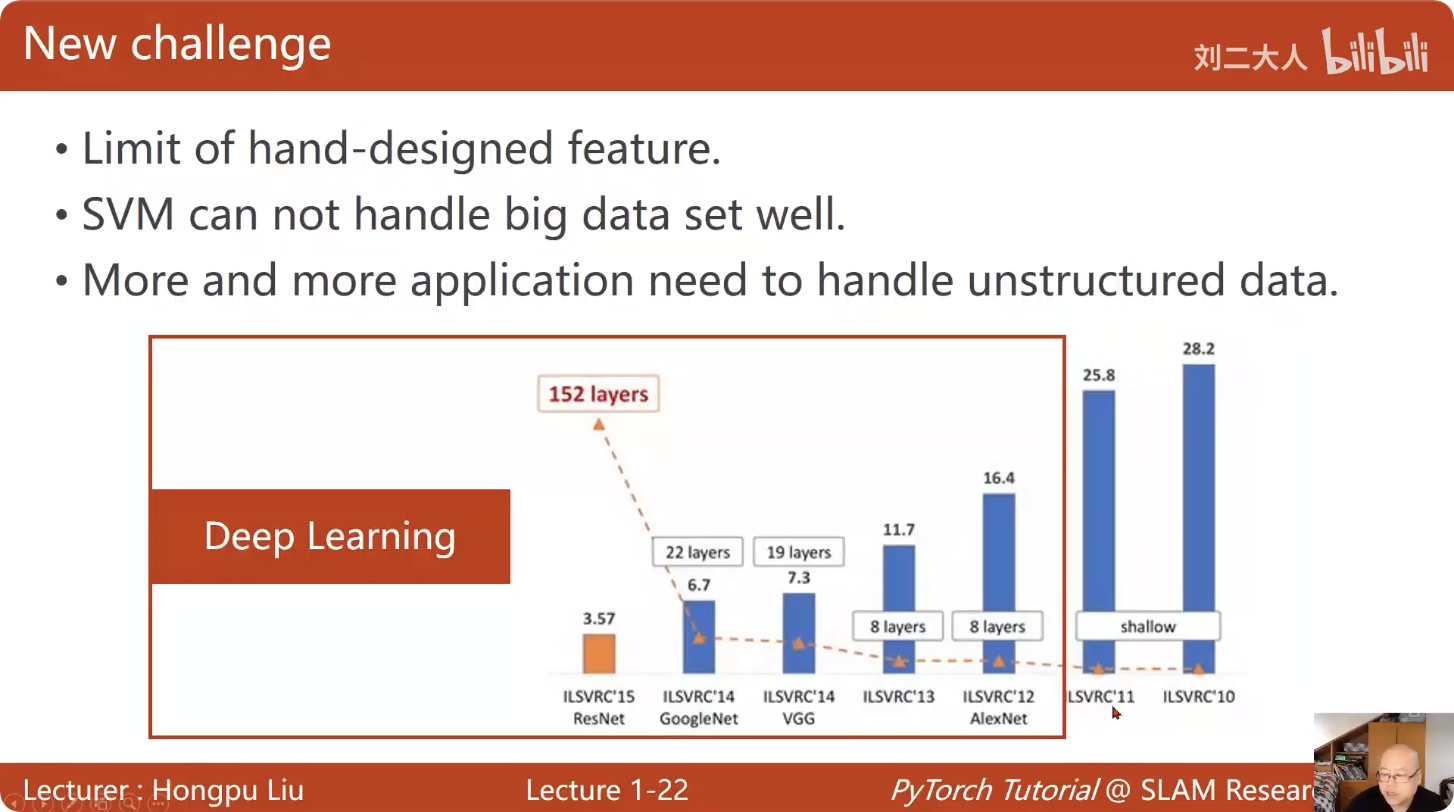 New challenge
刘二大人 bilibili
• Limit of hand-designed feature.
• SVM can not handle big data set well.
• More and more application need to handle unstructured data.
28.2
25.8
152 layers
16.4
11.7
Deep Learning
22 layers
19 layers
6.7
7.3
3.57
8 layers
8 layers
shallow
ILSVRC'15 ILSVRC'14 ILSVRC'14 ILSVRC'13 ILSVRC'12 LSVRC'11 ILSVRC'10
ResNet GoogleNet VGG AlexNet
Lecturer : Hongpu Liu Lecture 1-22 PyTorch Tutorial @ SLAM Resear